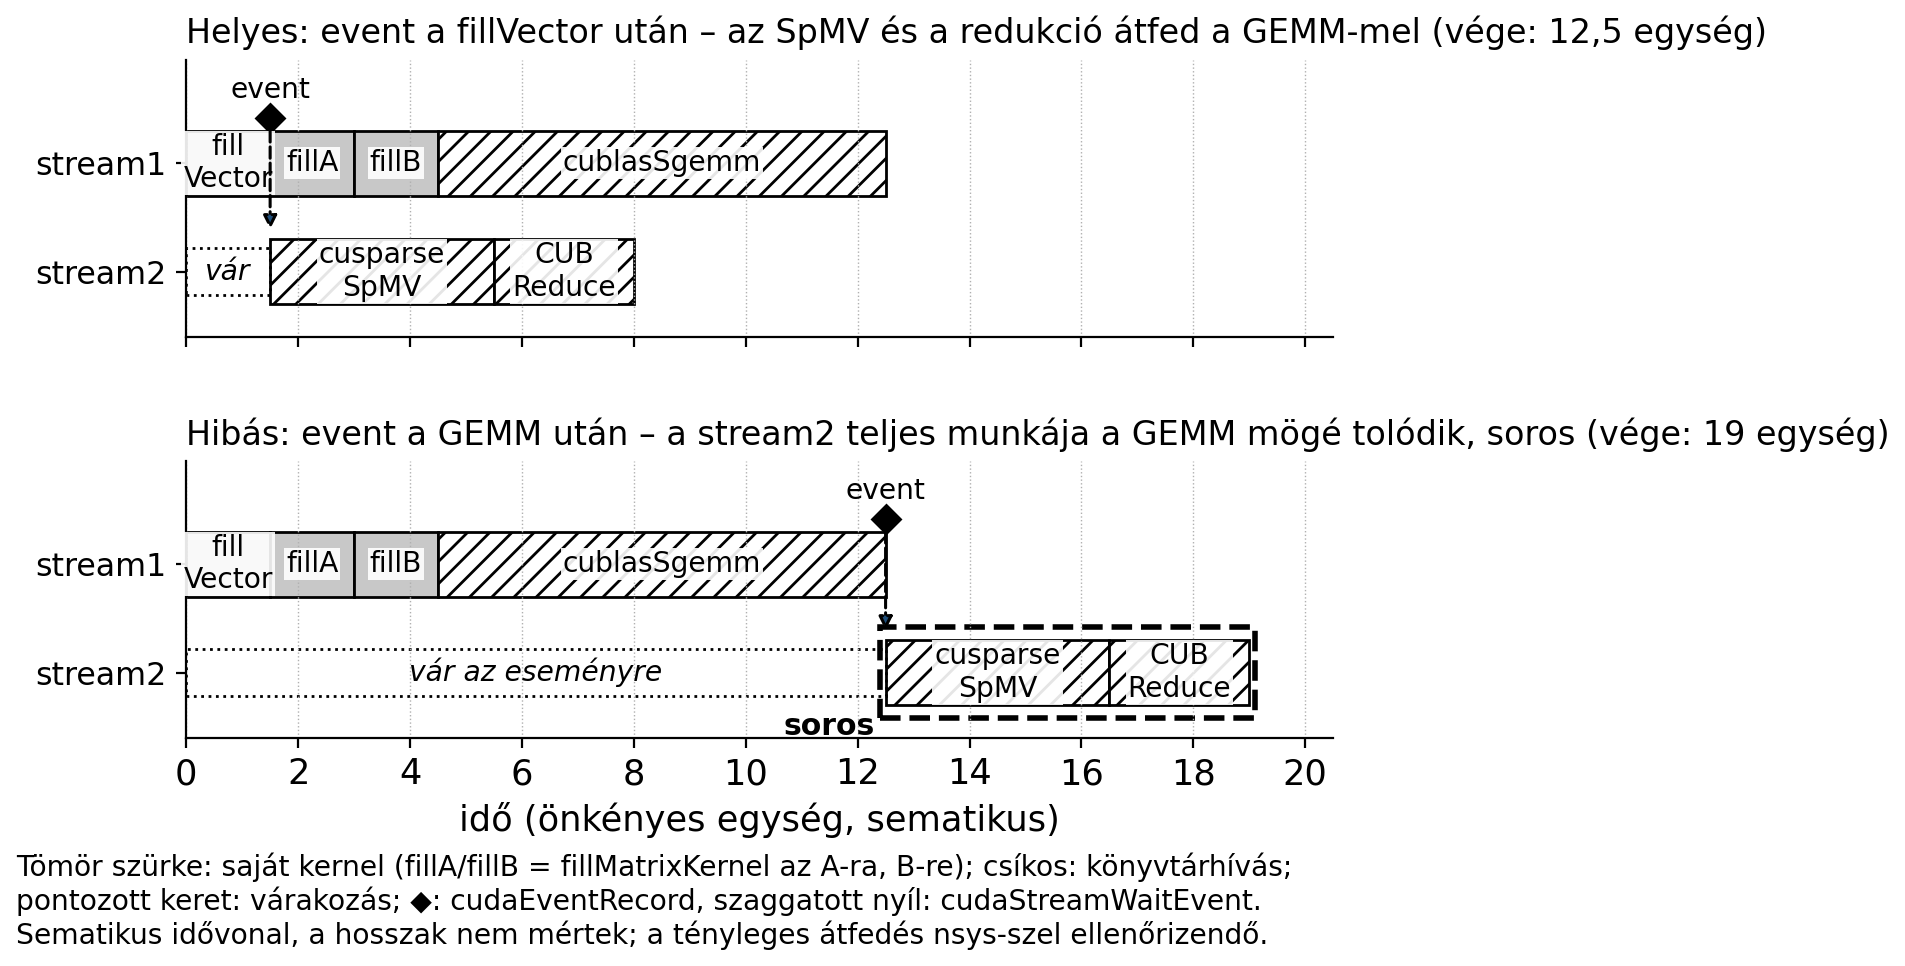 Helyes: event a fillVector után – az SpMV és a redukció átfed a GEMM-mel (vége: 12,5 egység)
event
stream1
fill
Vector
fillA
fillB
cublasSgemm
stream2
vár
cusparse
SpMV
CUB
Reduce
Hibás: event a GEMM után – a stream2 teljes munkája a GEMM mögé tolódik, soros (vége: 19 egység)
event
stream1
fill
Vector
fillA
fillB
cublasSgemm
stream2
vár az eseményre
cusparse
SpMV
CUB
Reduce
soros
0 2 4 6 8 10 12 14 16 18 20
idő (önkényes egység, sematikus)
Tömör szürke: saját kernel (fillA/fillB = fillMatrixKernel az A-ra, B-re); csíkos: könyvtárhívás;
pontozott keret: várakozás; ◆: cudaEventRecord, szaggatott nyíl: cudaStreamWaitEvent.
Sematikus idővonal, a hosszak nem mértek; a tényleges átfedés nsys-szel ellenőrizendő.